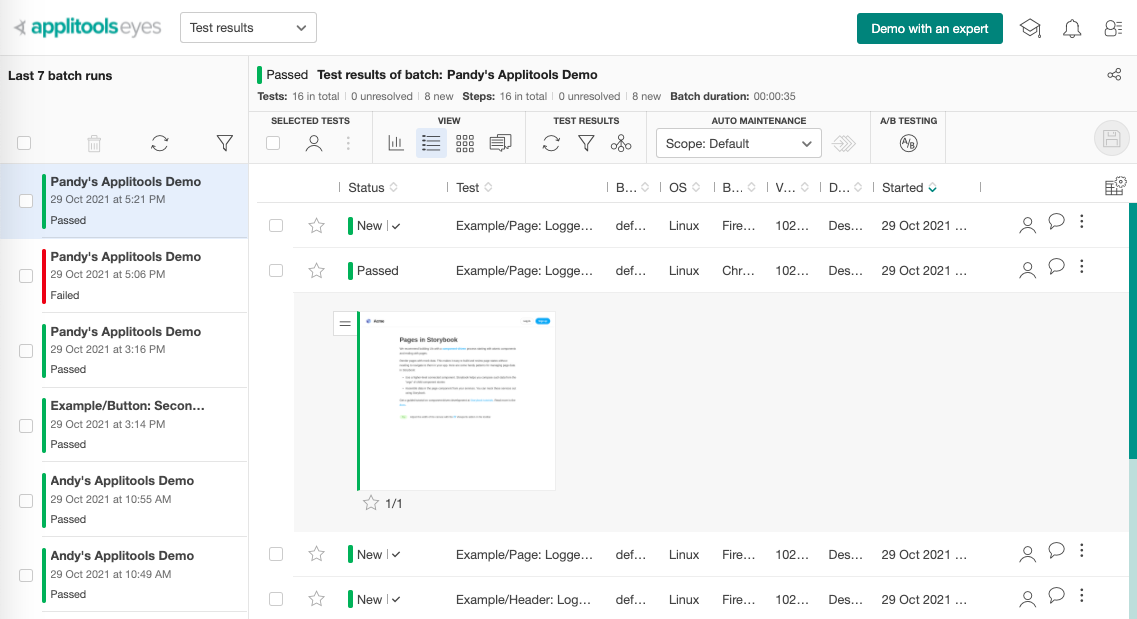 applitools eyes
Test results
Demo with an expert
Last 7 batch runs
Passed Test results of batch: Pandy's Applitools Demo
Tests: 16 in total | 0 unresolved | 8 new Steps: 16 in total | 0 unresolved | 8 new Batch duration: 00:00:35
SELECTED TESTS VIEW TEST RESULTS AUTO MAINTENANCE A/B TESTING
Scope: Default
A/B
Pandy's Applitools Demo
29 Oct 2021 at 5:21 PM
Passed
Pandy's Applitools Demo
29 Oct 2021 at 5:06 PM
Failed
Pandy's Applitools Demo
29 Oct 2021 at 3:16 PM
Passed
Example/Button: Secon...
29 Oct 2021 at 3:14 PM
Passed
Andy's Applitools Demo
29 Oct 2021 at 10:55 AM
Passed
Andy's Applitools Demo
29 Oct 2021 at 10:49 AM
Passed
Status Test B... OS B... V... D... Started
New Example/Page: Logge... def... Linux Fire... 102... Des... 29 Oct 2021 ...
Passed Example/Page: Logge... def... Linux Chr... 102... Des... 29 Oct 2021 ...
Acme
Pages in Storybook
1/1
New Example/Page: Logge... def... Linux Fire... 102... Des... 29 Oct 2021 ...
New Example/Header: Log... def... Linux Fire... 102... Des... 29 Oct 2021 ...